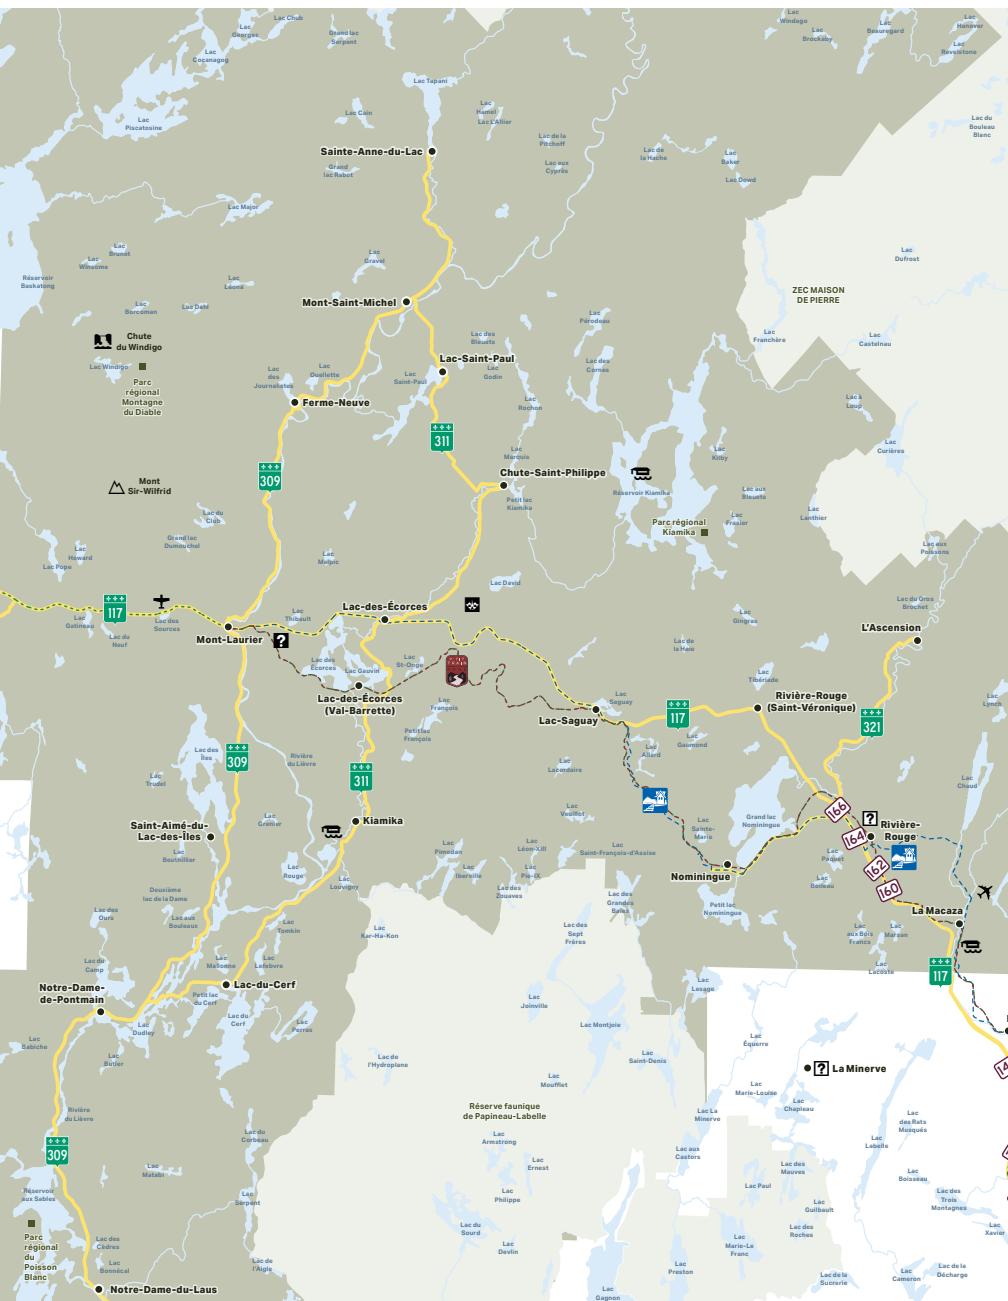 Lac Chub
Lac
Georges
Grand lac
Serpent
Lac
Windago
Lac
Brockaby
Lac
Beauregard
Lac
Hanover
Lac
Revelstone
Lac
Cocanagog
Lac Tapani
Lac Cain
Lac
Hamel
Lac L'Allier
Lac
Piscatosine
Lac du
Bouleau
Blanc
Sainte-Anne-du-Lac
Lac de la
Pitchoff
Lac de
la Hache
Lac
Baker
Lac aux
Cyprès
Grand
lac Rabot
Lac Dowd
Lac Major
Lac
Brunet
Lac
Winsome
Lac
Gravel
Lac
Dufrost
Réservoir
Baskatong
Lac
Léona
ZEC MAISON
DE PIERRE
Mont-Saint-Michel
Lac
Borcoman
Lac Dahl
Lac
Pérodeau
Chute
du Windigo
Lac des
Bleuets
Lac
Franchère
Lac
Castelnau
Lac-Saint-Paul
Lac Windigo
Lac
des
Journalistes
Lac
Ouellette
Lac
Saint-Paul
Lac
Godin
Lac des
Cornes
Parc
régional
Montagne
du Diable
Ferme-Neuve
Lac
Rochon
Lac à
Loup
311
Lac
Marquis
Lac
Kitby
Lac
Curières
309
Chute-Saint-Philippe
Mont
Sir-Wilfrid
Réservoir Kiamika
Lac aux
Bleuets
Petit lac
Kiamika
Lac du
Club
Parc régional
Kiamika
Lac
Frasier
Lac
Lanthier
Grand lac
Dumouchel
Lac
Howard
Lac Pope
Lac
Malpic
Lac aux
Poissons
Lac David
117
Lac-des-Écorces
Lac du Gros
Brochet
Lac
Gatineau
Lac des
Sources
Lac
Thibault
Lac
Gingras
L'Ascension
Lac du
Neuf
Mont-Laurier
?
Lac de
la Haie
Lac des
Écorces
Lac Gauvin
Lac
St-Onge
Lac
Tibériade
Lac-des-Écorces
(Val-Barrette)
Lac
François
Lac
Saguay
Rivière-Rouge
(Saint-Véronique)
Lac
Lynch
Lac-Saguay
117
321
Petit lac
François
Lac
Gaumond
Lac
Allard
Lac des
Îles
309
Rivière
du Lièvre
311
Lac
Lacordaire
Lac
Trudel
Lac
Chaud
Saint-Aimé-du-
Lac-des-Îles
Lac
Grenier
Kiamika
Lac
Veuillot
Lac
Sainte-
Marie
Grand lac
Nominingue
166
164
?
Rivière-
Rouge
Lac
Bouthillier
Lac
Pimodan
Lac
Léon-XIII
Lac
Saint-François-d'Assise
Lac
Paquet
Lac
Rouge
Lac
Iberville
Lac
Pie-IX
Nominingue
162
160
Lac
Boileau
Deuxième
lac de la Dame
Lac
Louvigny
Lac des
Zouaves
Lac des
Grandes
Baies
Petit lac
Nominingue
La Macaza
Lac des
Ours
Lac aux
Bouleaux
Lac
Tomkin
Lac
Kar-Ha-Kon
Lac des
Sept
Frères
Lac
aux Bois
Francs
Lac
Marsan
Lac du
Camp
Lac
Mallonne
Lac
Lefebvre
Lac
Lacoste
117
Notre-Dame-
de-Pontmain
Lac-du-Cerf
Lac
Lesage
Petit lac
du Cerf
Lac
Joinville
Lac
Dudley
Lac du
Cerf
Lac
Perras
Lac Montjoie
Lac
Babiche
Lac
Équerre
Lac
Butler
Lac de
l'Hydroplane
Lac
Saint-Denis
? La Minerve
Lac
Moufflet
Lac
Marie-Louise
Lac
Chapleau
Rivière
du Lièvre
Réserve faunique
de Papineau-Labelle
Lac La
Minerve
Lac
des Rats
Musqués
Lac du
Corbeau
Lac
Armstrong
Lac
Labelle
309
Lac
Ernest
Lac aux
Castors
Lac des
Mauves
Lac
Matabi
Lac
Boisseau
Réservoir
aux Sables
Lac
Serpent
Lac
Philippe
Lac Paul
Lac des
Trois
Montagnes
Lac
Guilbault
Parc
régional
du
Poisson
Blanc
Lac du
Sourd
Lac des
Roches
Lac
Xavier
Lac des
Cèdres
Lac
Devlin
Lac
Marie-Le
Franc
Lac
Bonnécal
Lac de
l'Aigle
Lac
Preston
Lac de la
Sucrerie
Lac
Cameron
Lac de la
Décharge
Notre-Dame-du-Laus
Lac
Gagnon